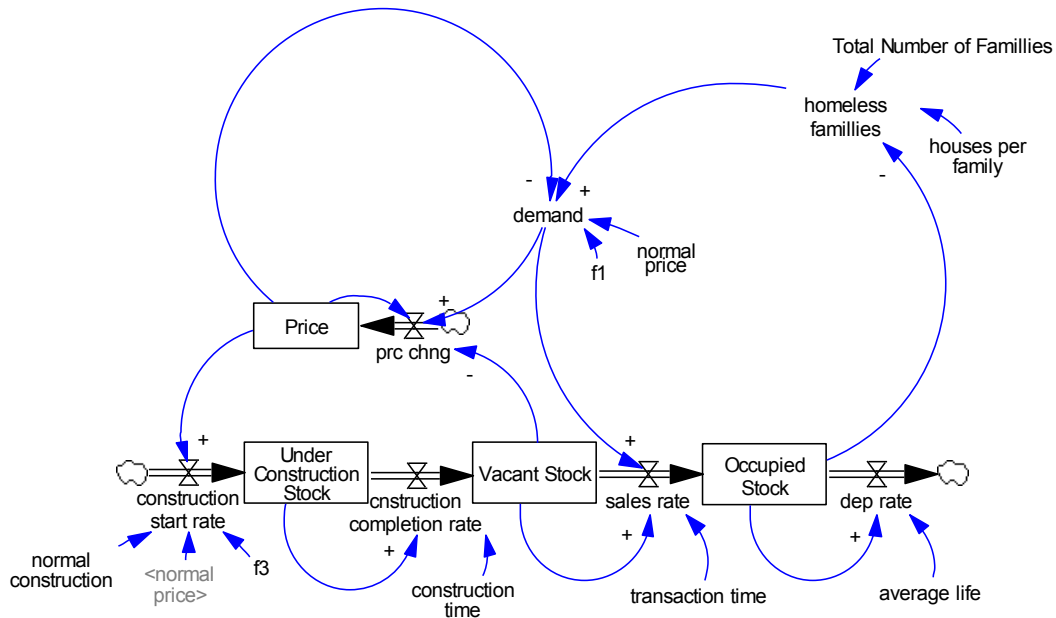 Total Number of Famillies
homeless
famillies
houses per
family
-
-
+
demand
normal
price
f1
+
Price
prc chng
-
+
+
Under
Construction
Stock
Vacant Stock
Occupied
Stock
construction
start rate
cnstruction
completion rate
sales rate
dep rate
+
+
+
normal
construction
<normal
price>
f3
construction
time
transaction time
average life